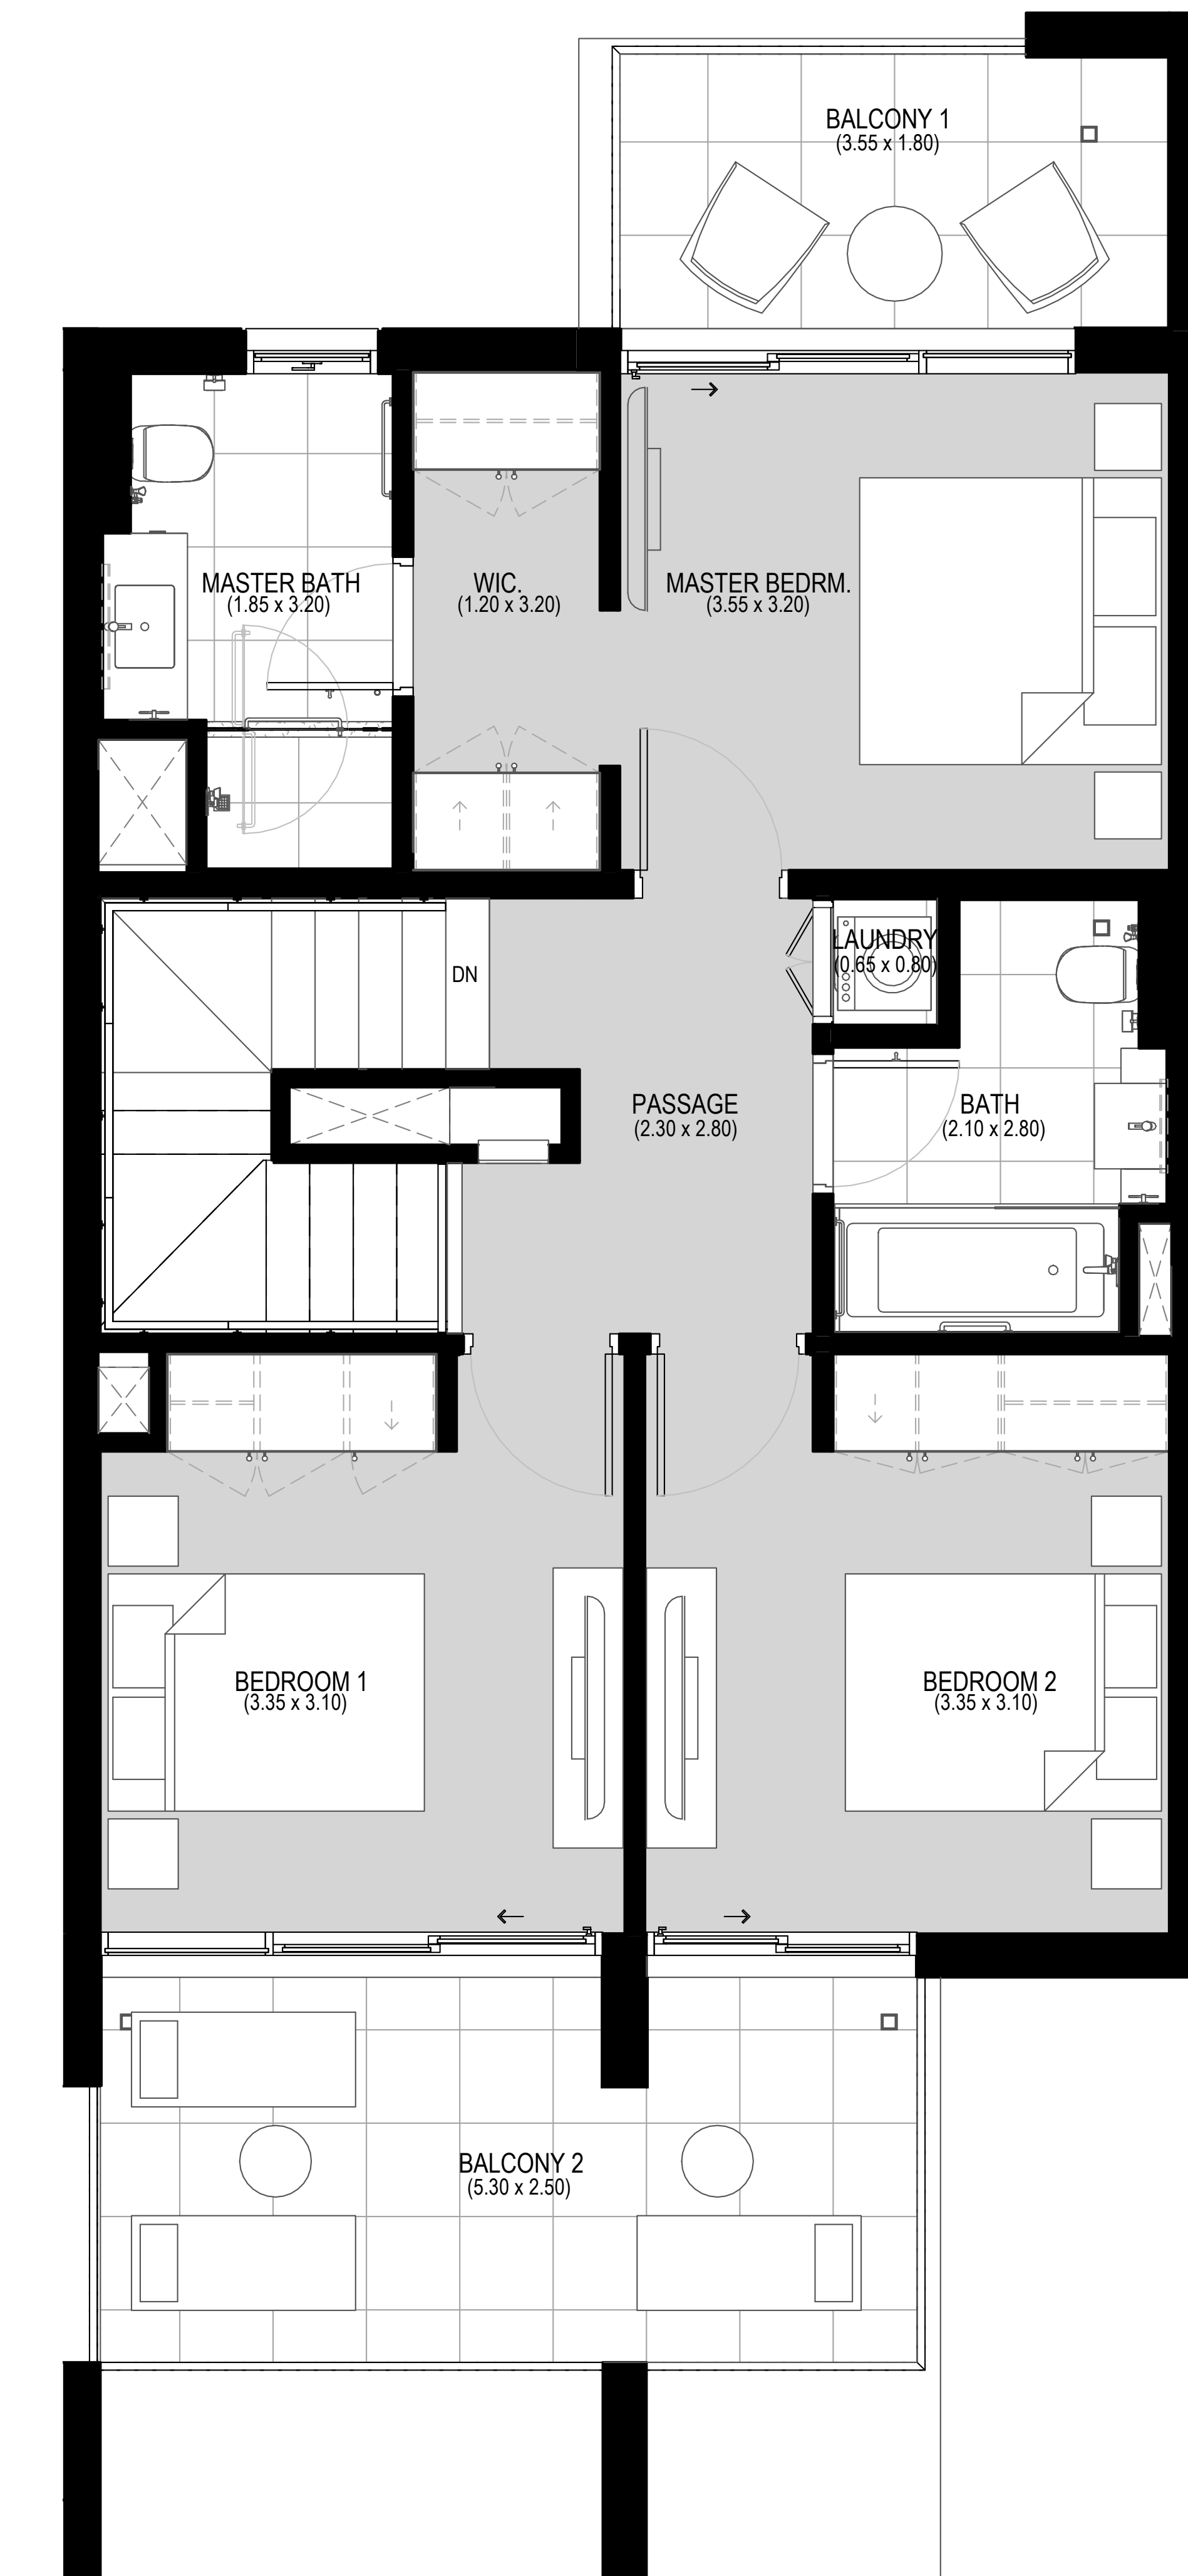 BALCONY 1
(3.55 x 1.80)
MASTER BATH
(1.85 x 3.20)
WIC.
(1.20 x 3.20)
MASTER BEDRM.
(3.55 x 3.20)
LAUNDRY
(0.65 x 0.80)
DN
PASSAGE
(2.30 x 2.80)
BATH
(2.10 x 2.80)
BEDROOM 1
(3.35 x 3.10)
BEDROOM 2
(3.35 x 3.10)
BALCONY 2
(5.30 x 2.50)